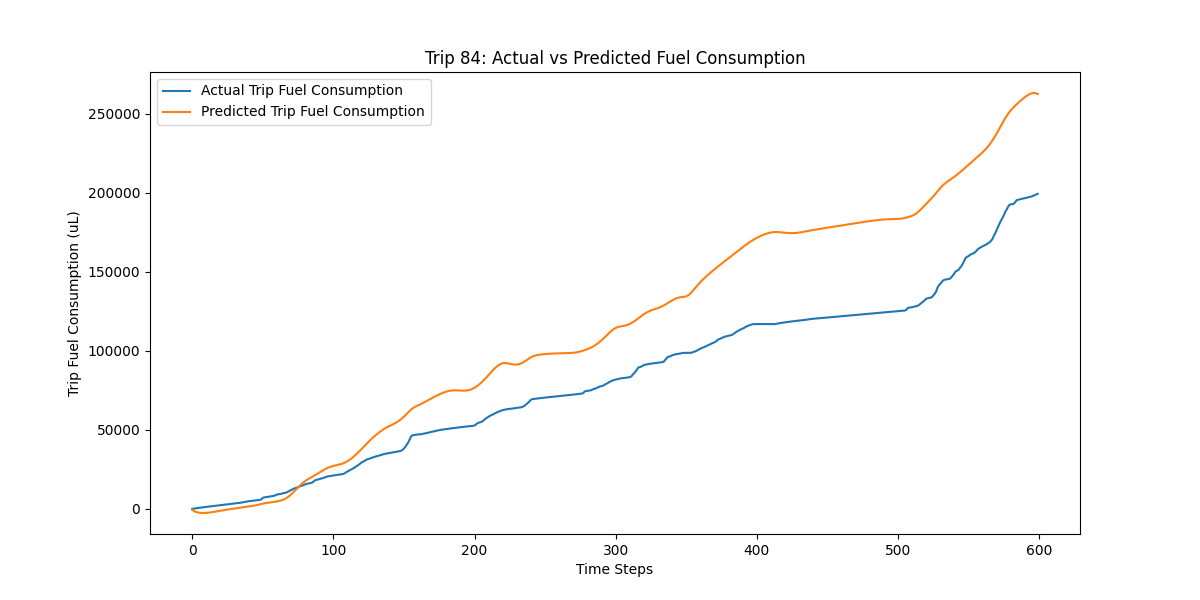 Trip 84: Actual vs Predicted Fuel Consumption
Actual Trip Fuel Consumption
Predicted Trip Fuel Consumption
Trip Fuel Consumption (uL)
250000
200000
150000
100000
50000
0
0 100 200 300 400 500 600
Time Steps